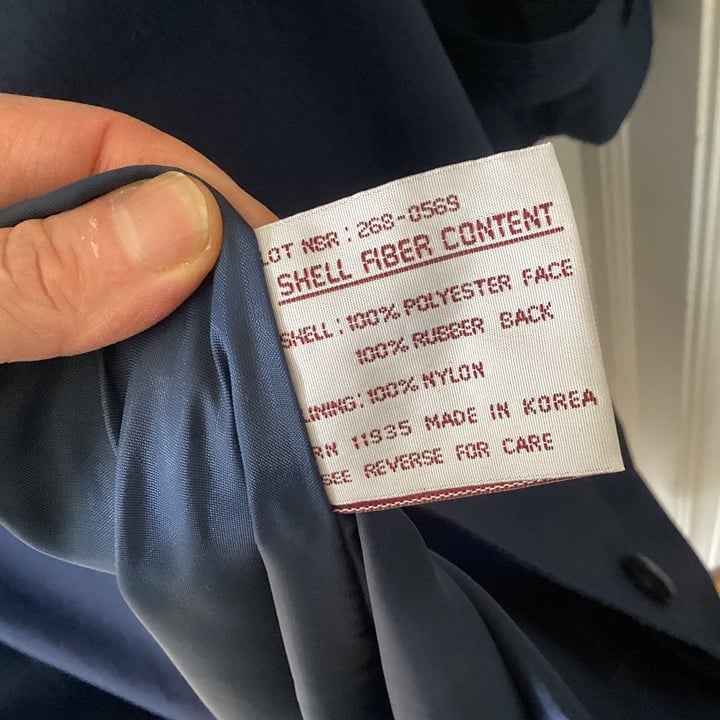 LOT NBR: 268-0569
SHELL FIBER CONTENT
SHELL: 100% POLYESTER FACE
100% RUBBER BACK
LINING: 100% NYLON
RN 11935 MADE IN KOREA
SEE REVERSE FOR CARE